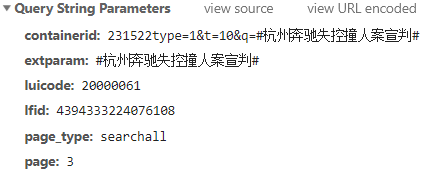 ▼ Query String Parameters view source view URL encoded
containerid: 231522type=1&t=10&q=#杭州奔驰失控撞人案宣判#
extparam: #杭州奔驰失控撞人案宣判#
luicode: 20000061
lfid: 4394333224076108
page_type: searchall
page: 3